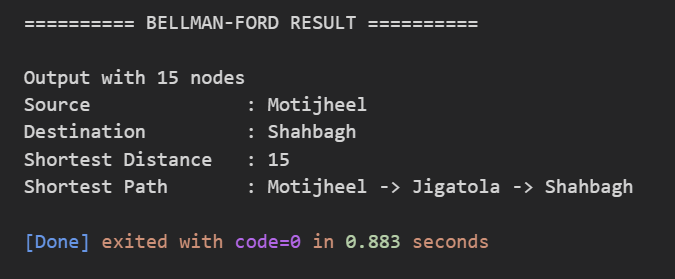 ========== BELLMAN-FORD RESULT ==========
Output with 15 nodes
Source : Motijheel
Destination : Shahbagh
Shortest Distance : 15
Shortest Path : Motijheel -> Jigatola -> Shahbagh
[Done] exited with code=0 in 0.883 seconds